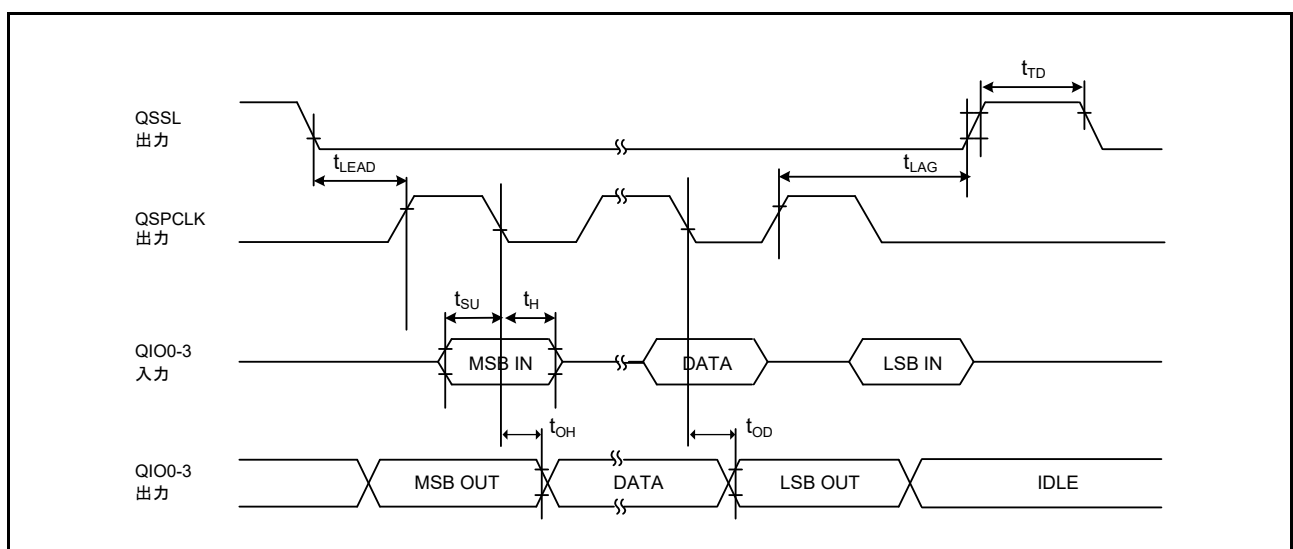 t_TD
QSSL
出力
t_LEAD
t_LAG
QSPCLK
出力
t_SU
t_H
QIO0-3
入力
MSB IN
DATA
LSB IN
t_OH
t_OD
QIO0-3
出力
MSB OUT
DATA
LSB OUT
IDLE